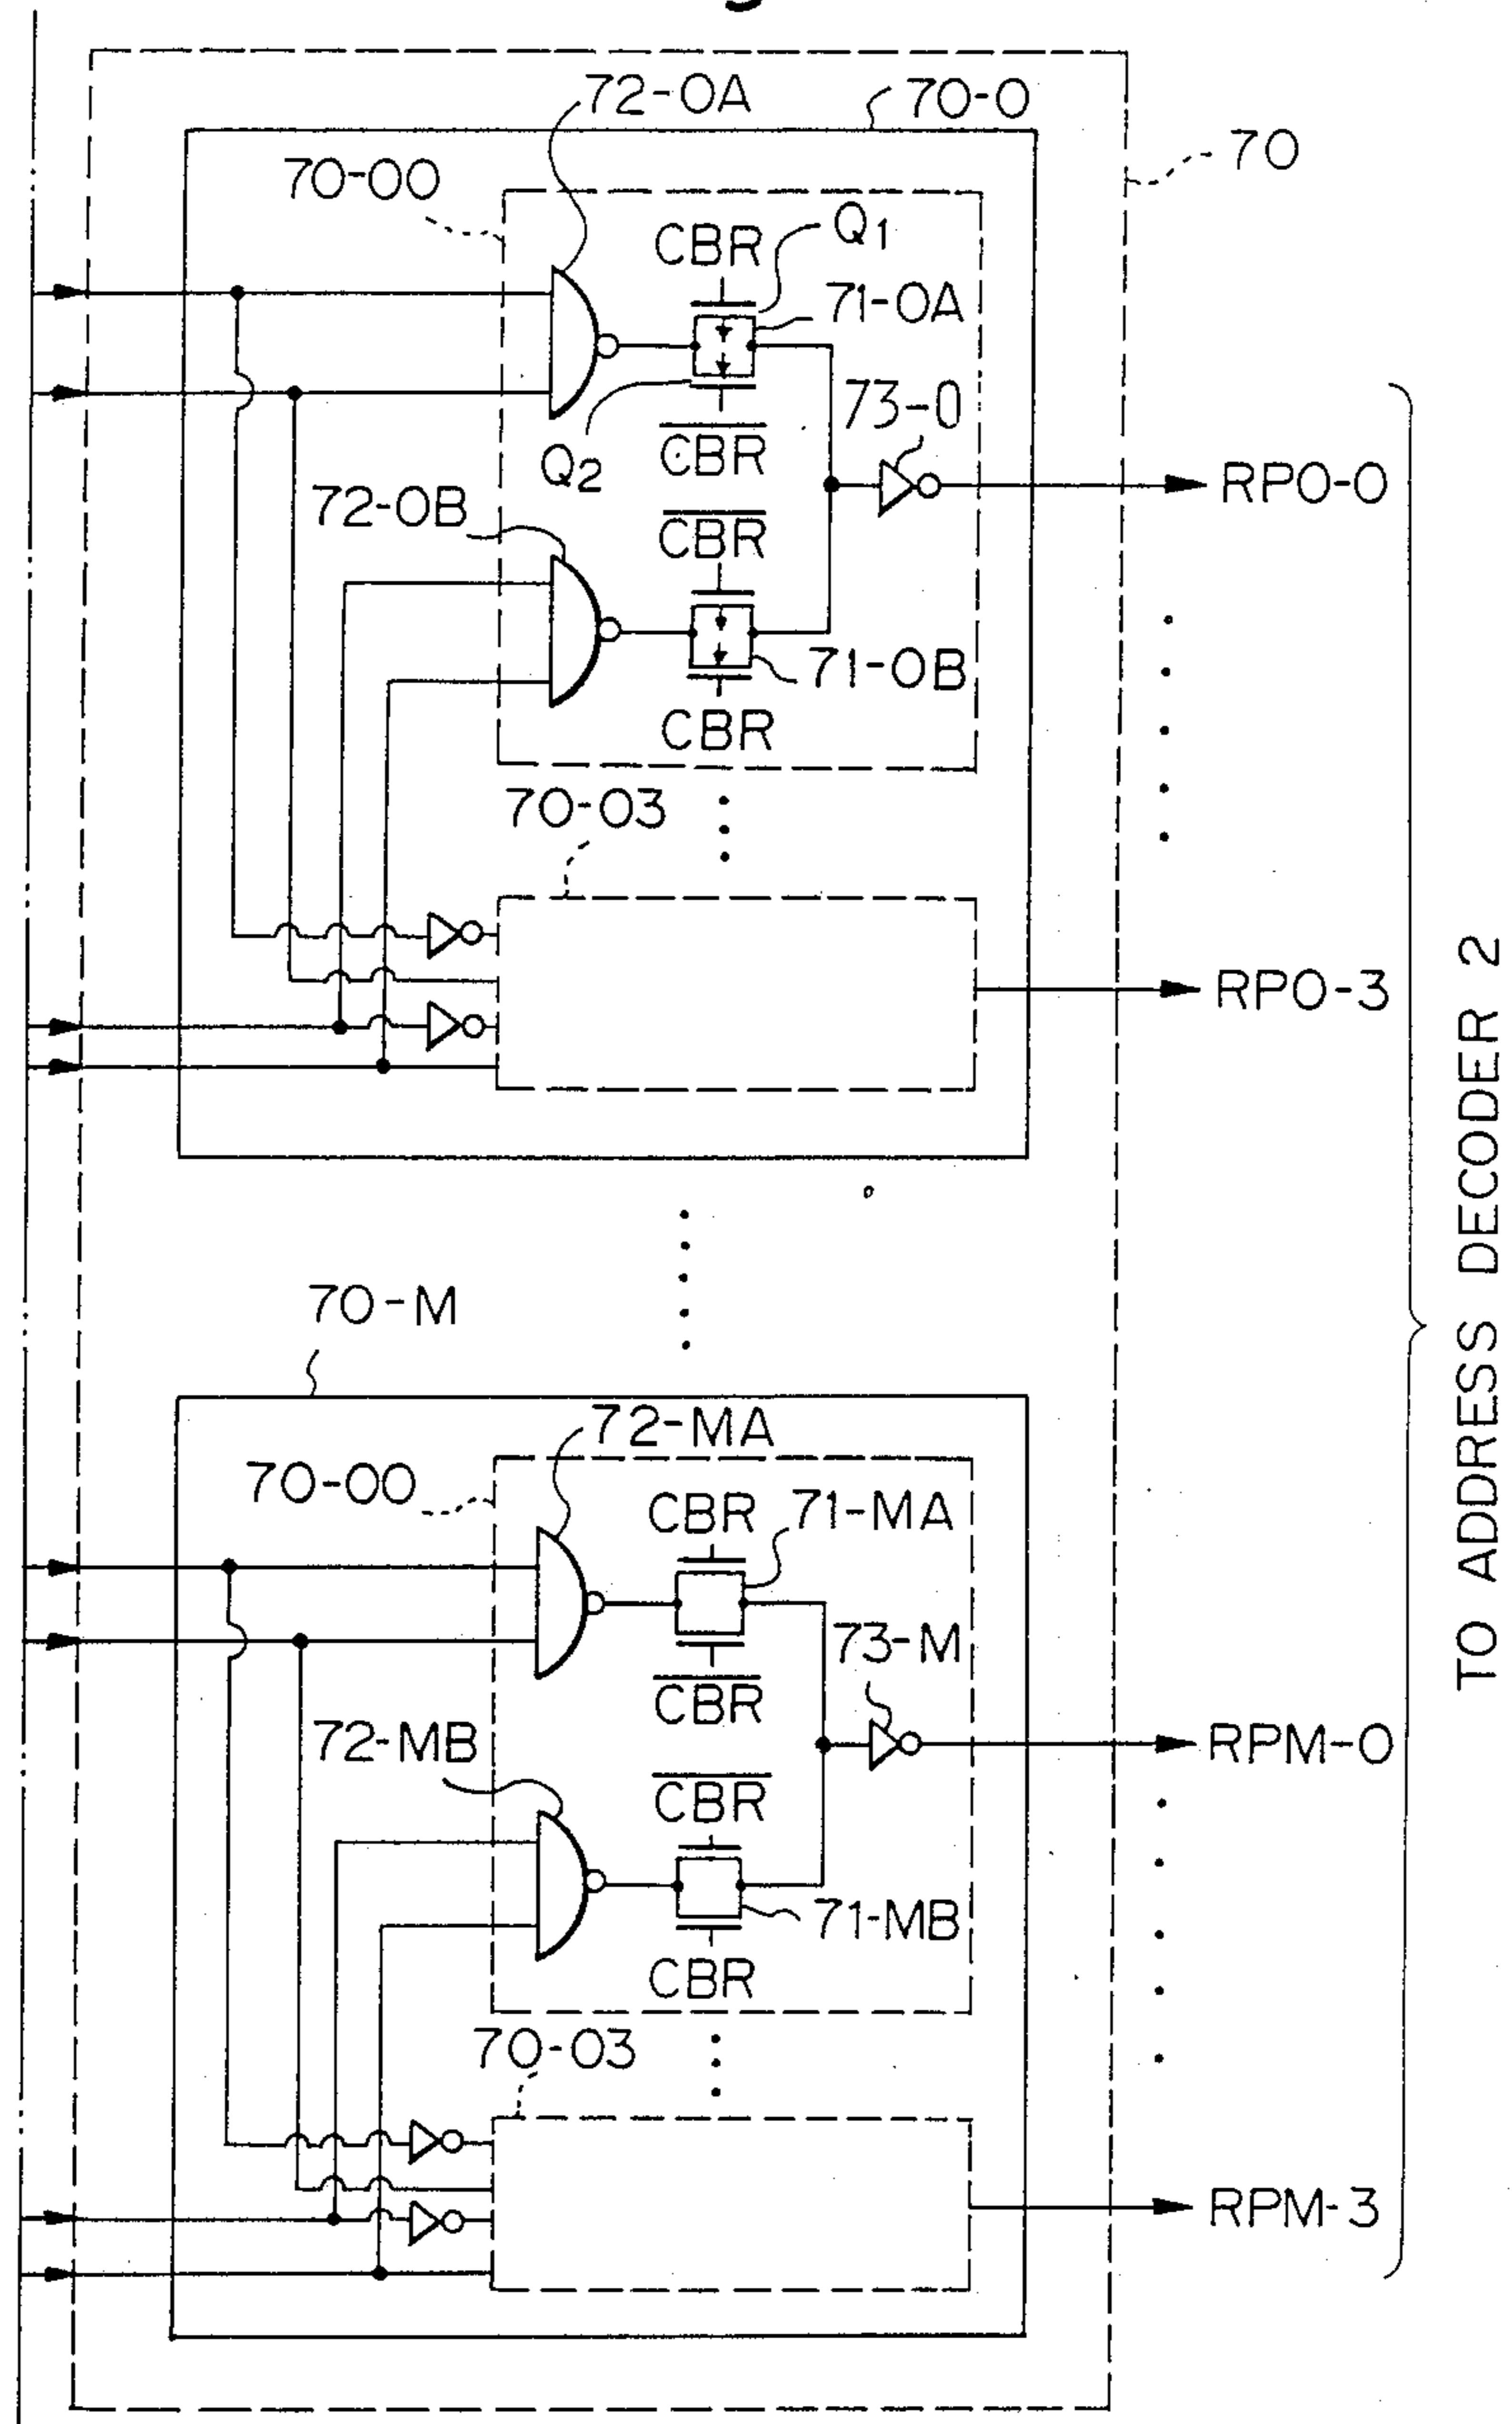 72-0A
70-0
70
70-00
CBR
Q1
71-0A
73-0
Q2
CBR
RP0-0
72-0B
CBR
71-0B
CBR
70-03
RP0-3
TO ADDRESS DECODER 2
70-M
72-MA
70-00
CBR
71-MA
73-M
CBR
72-MB
RPM-0
CBR
71-MB
CBR
70-03
RPM-3